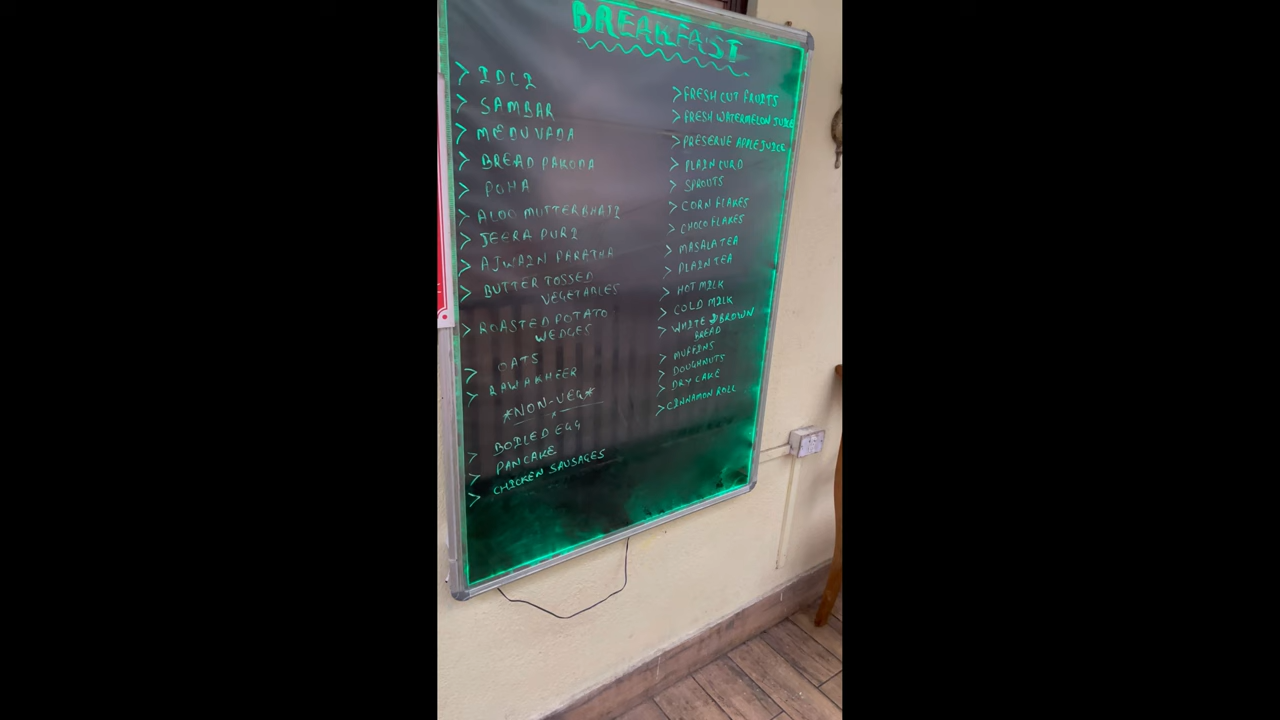 BREAKFAST
> IDLI
> SAMBAR
> MEDU VADA
> BREAD PAKODA
> POHA
> ALOO MUTTER BHAJI
> JEERA PURI
> AJWAIN PARATHA
> BUTTER TOSSED
VEGETABLES
> ROASTED POTATO
WEDGES
> OATS
> RAWA KHEER
*NON-VEG*
> BOILED EGG
> PANCAKE
> CHICKEN SAUSAGES
> FRESH CUT FRUITS
> FRESH WATERMELON JUICE
> PRESERVE APPLE JUICE
> PLAIN CURD
> SPROUTS
> CORN FLAKES
> CHOCO FLAKES
> MASALA TEA
> PLAIN TEA
> HOT MILK
> COLD MILK
> WHITE & BROWN
BREAD
> MUFFINS
> DOUGHNUTS
> DRY CAKE
> CINNAMON ROLL